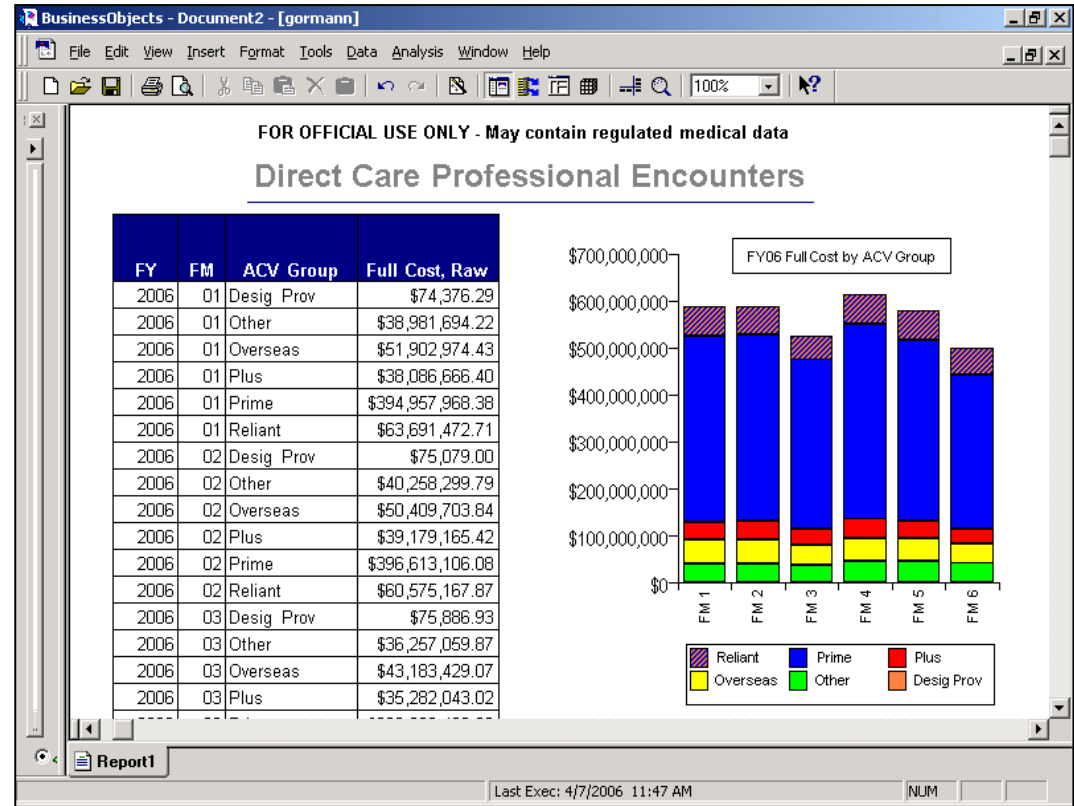 BusinessObjects - Document2 - [gormann]
File Edit View Insert Format Tools Data Analysis Window Help
100%
FOR OFFICIAL USE ONLY - May contain regulated medical data
Direct Care Professional Encounters
FY FM ACV Group Full Cost, Raw
2006 01 Desig Prov $74,376.29
2006 01 Other $38,981,694.22
2006 01 Overseas $51,902,974.43
2006 01 Plus $38,086,666.40
2006 01 Prime $394,957,968.38
2006 01 Reliant $63,691,472.71
2006 02 Desig Prov $75,079.00
2006 02 Other $40,258,299.79
2006 02 Overseas $50,409,703.84
2006 02 Plus $39,179,165.42
2006 02 Prime $396,613,106.08
2006 02 Reliant $60,575,167.87
2006 03 Desig Prov $75,886.93
2006 03 Other $36,257,059.87
2006 03 Overseas $43,183,429.07
2006 03 Plus $35,282,043.02
FY06 Full Cost by ACV Group
$700,000,000
$600,000,000
$500,000,000
$400,000,000
$300,000,000
$200,000,000
$100,000,000
$0
FM 1 FM 2 FM 3 FM 4 FM 5 FM 6
Reliant Prime Plus
Overseas Other Desig Prov
Report1
Last Exec: 4/7/2006 11:47 AM NUM